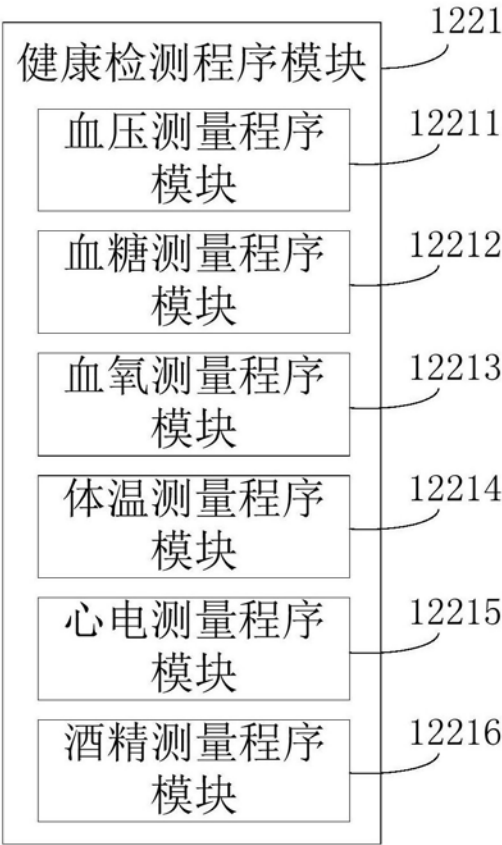 1221
健康检测程序模块
血压测量程序
模块
12211
血糖测量程序
模块
12212
血氧测量程序
模块
12213
体温测量程序
模块
12214
心电测量程序
模块
12215
酒精测量程序
模块
12216